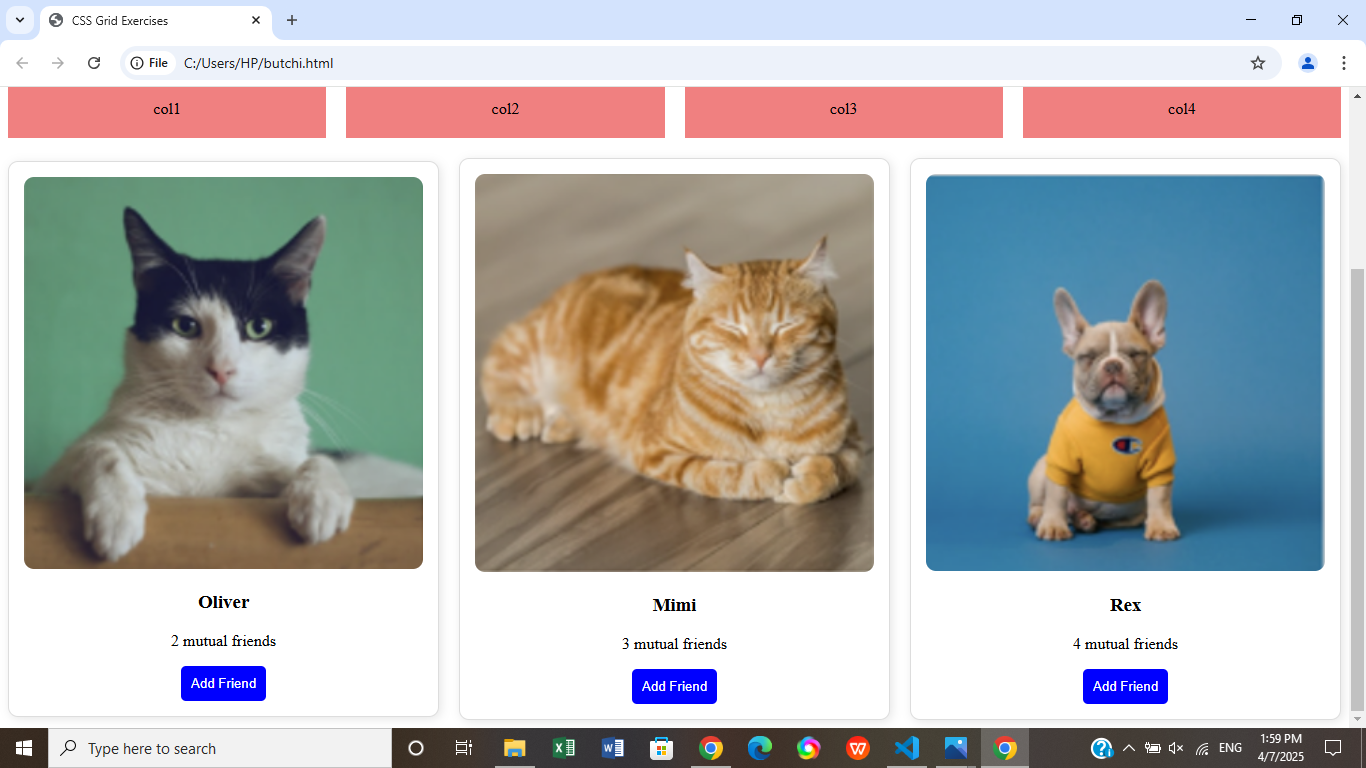 CSS Grid Exercises
File C:/Users/HP/butchi.html
col1 col2 col3 col4
Oliver
2 mutual friends
Add Friend
Mimi
3 mutual friends
Add Friend
Rex
4 mutual friends
Add Friend
Type here to search
ENG
1:59 PM
4/7/2025